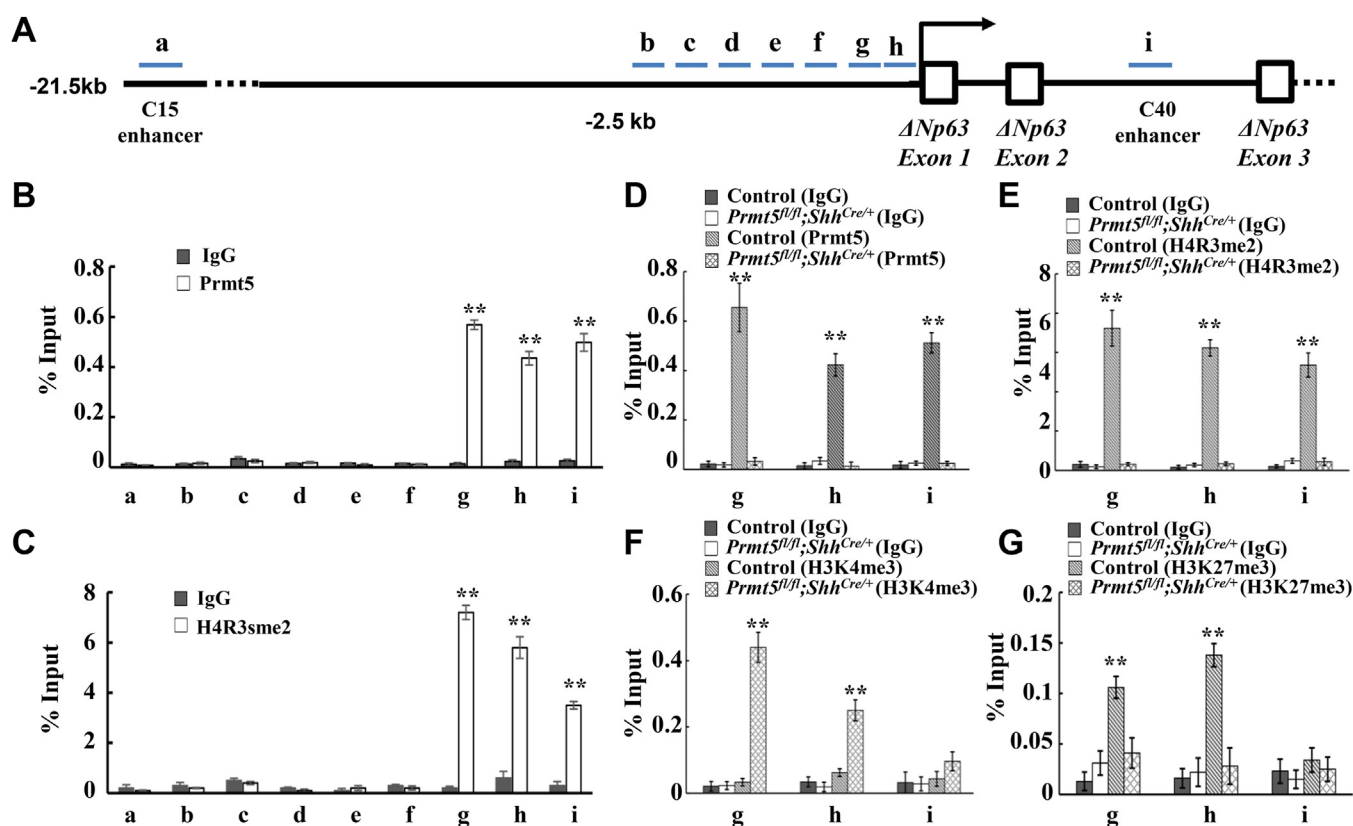 A
a
b c d e f g h
i
-21.5kb
C15
enhancer
-2.5 kb
ΔNp63
Exon 1
ΔNp63
Exon 2
C40
enhancer
ΔNp63
Exon 3
B
IgG
Prmt5
% Input
0.8
0.6
0.4
0.2
0
** ** **
a b c d e f g h i
C
IgG
H4R3sme2
% Input
8
6
4
2
0
** ** **
a b c d e f g h i
D
Control (IgG)
Prmt5fl/fl;ShhCre/+ (IgG)
Control (Prmt5)
Prmt5fl/fl;ShhCre/+ (Prmt5)
% Input
0.8
0.6
0.4
0.2
0
** ** **
g h i
E
Control (IgG)
Prmt5fl/fl;ShhCre/+ (IgG)
Control (H4R3me2)
Prmt5fl/fl;ShhCre/+ (H4R3me2)
% Input
8
6
4
2
0
** ** **
g h i
F
Control (IgG)
Prmt5fl/fl;ShhCre/+ (IgG)
Control (H3K4me3)
Prmt5fl/fl;ShhCre/+ (H3K4me3)
% Input
0.6
0.4
0.2
0
** **
g h i
G
Control (IgG)
Prmt5fl/fl;ShhCre/+ (IgG)
Control (H3K27me3)
Prmt5fl/fl;ShhCre/+ (H3K27me3)
% Input
0.2
0.15
0.1
0.05
0
** **
g h i